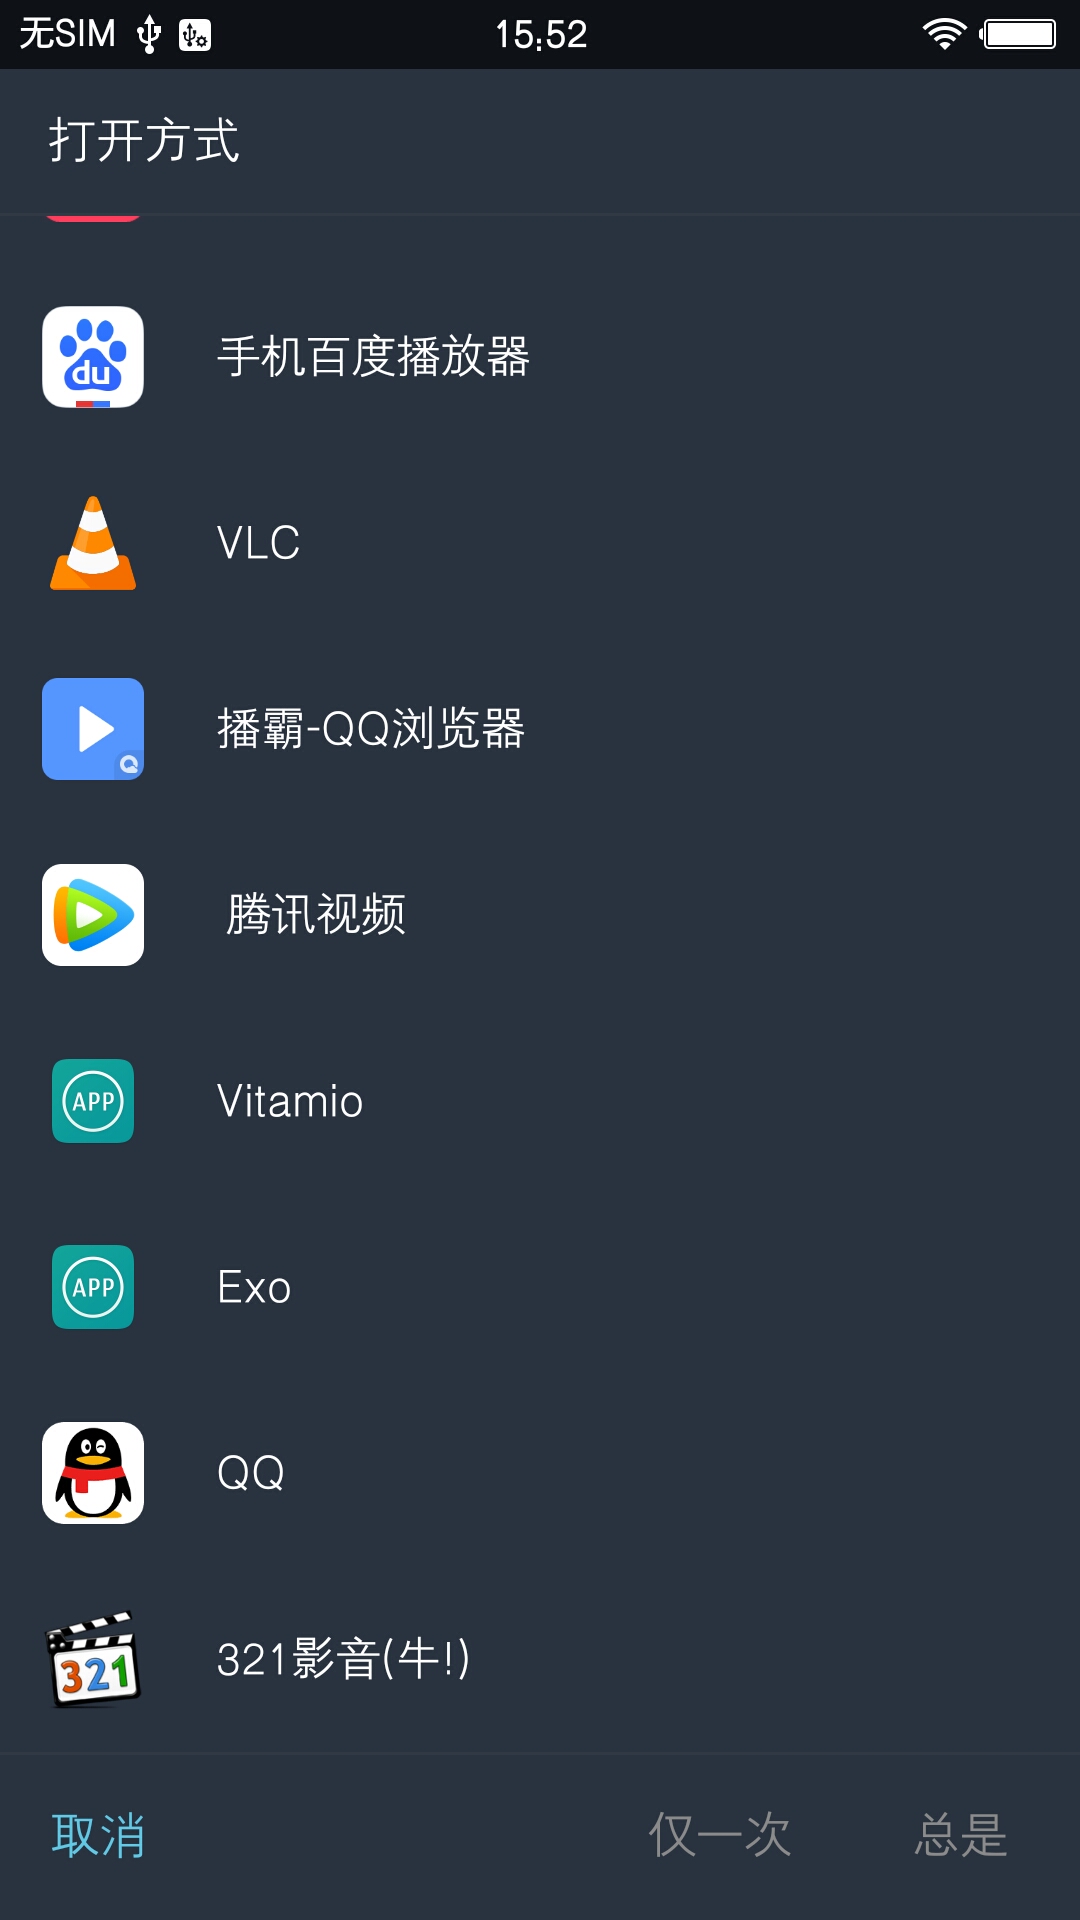 无SIM 15:52
打开方式
du
手机百度播放器
VLC
播霸-QQ浏览器
腾讯视频
APP
Vitamio
APP
Exo
QQ
321
321影音(牛!)
取消 仅一次 总是